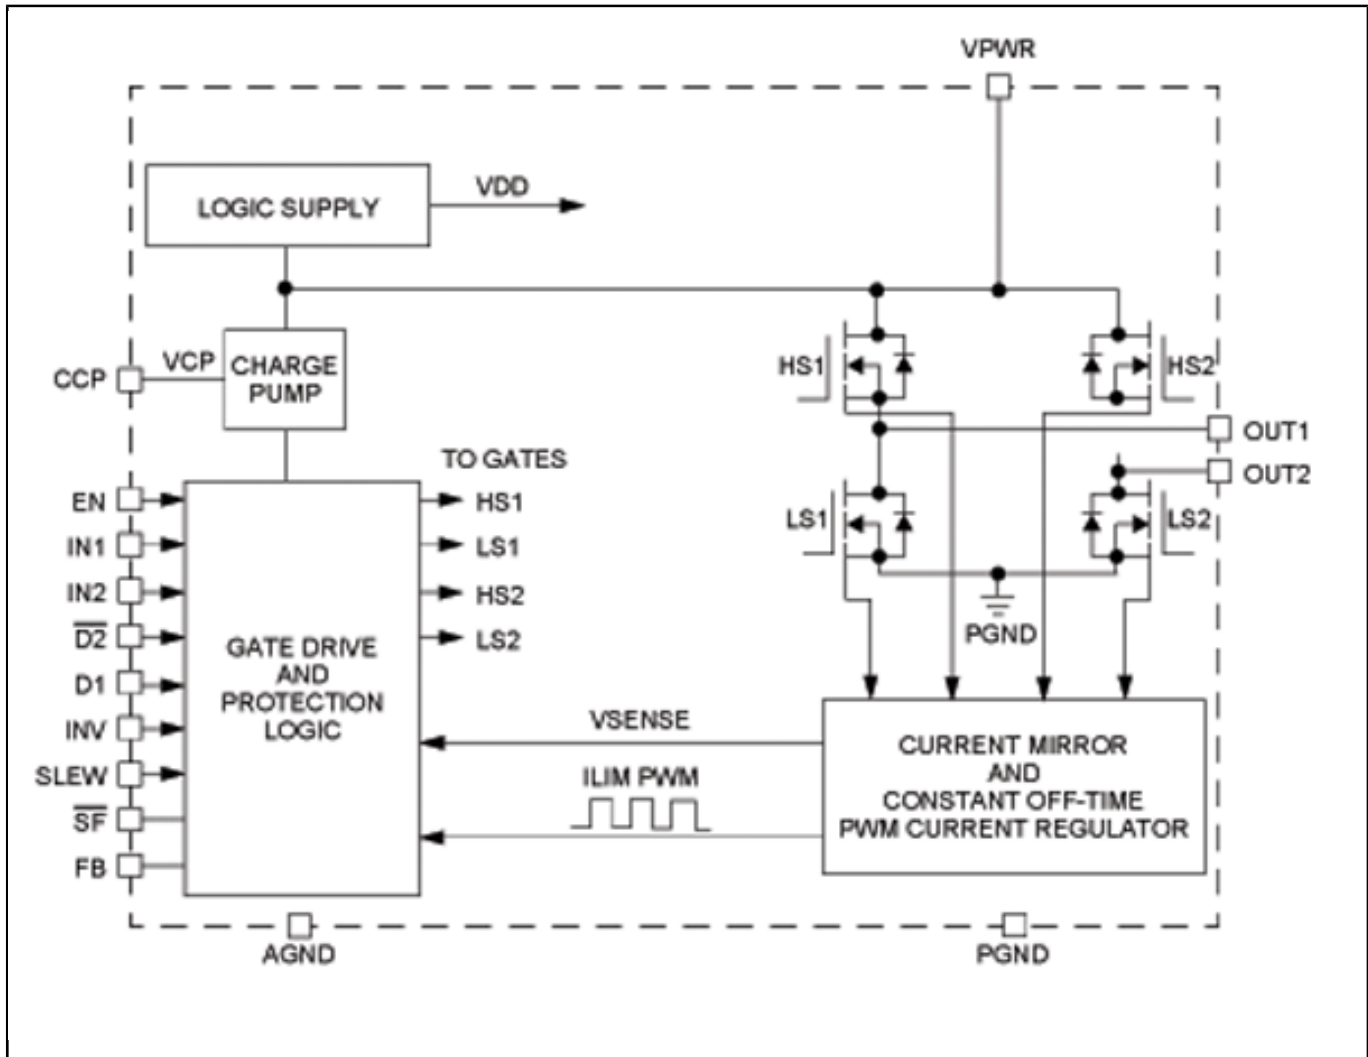 VPWR
LOGIC SUPPLY
VDD
CCP
VCP
CHARGE
PUMP
HS1
HS2
OUT1
OUT2
TO GATES
EN
IN1
IN2
D̅2̅
D1
INV
SLEW
S̅F̅
FB
HS1
LS1
HS2
LS2
GATE DRIVE
AND
PROTECTION
LOGIC
LS1
LS2
PGND
VSENSE
ILIM PWM
CURRENT MIRROR
AND
CONSTANT OFF-TIME
PWM CURRENT REGULATOR
AGND
PGND